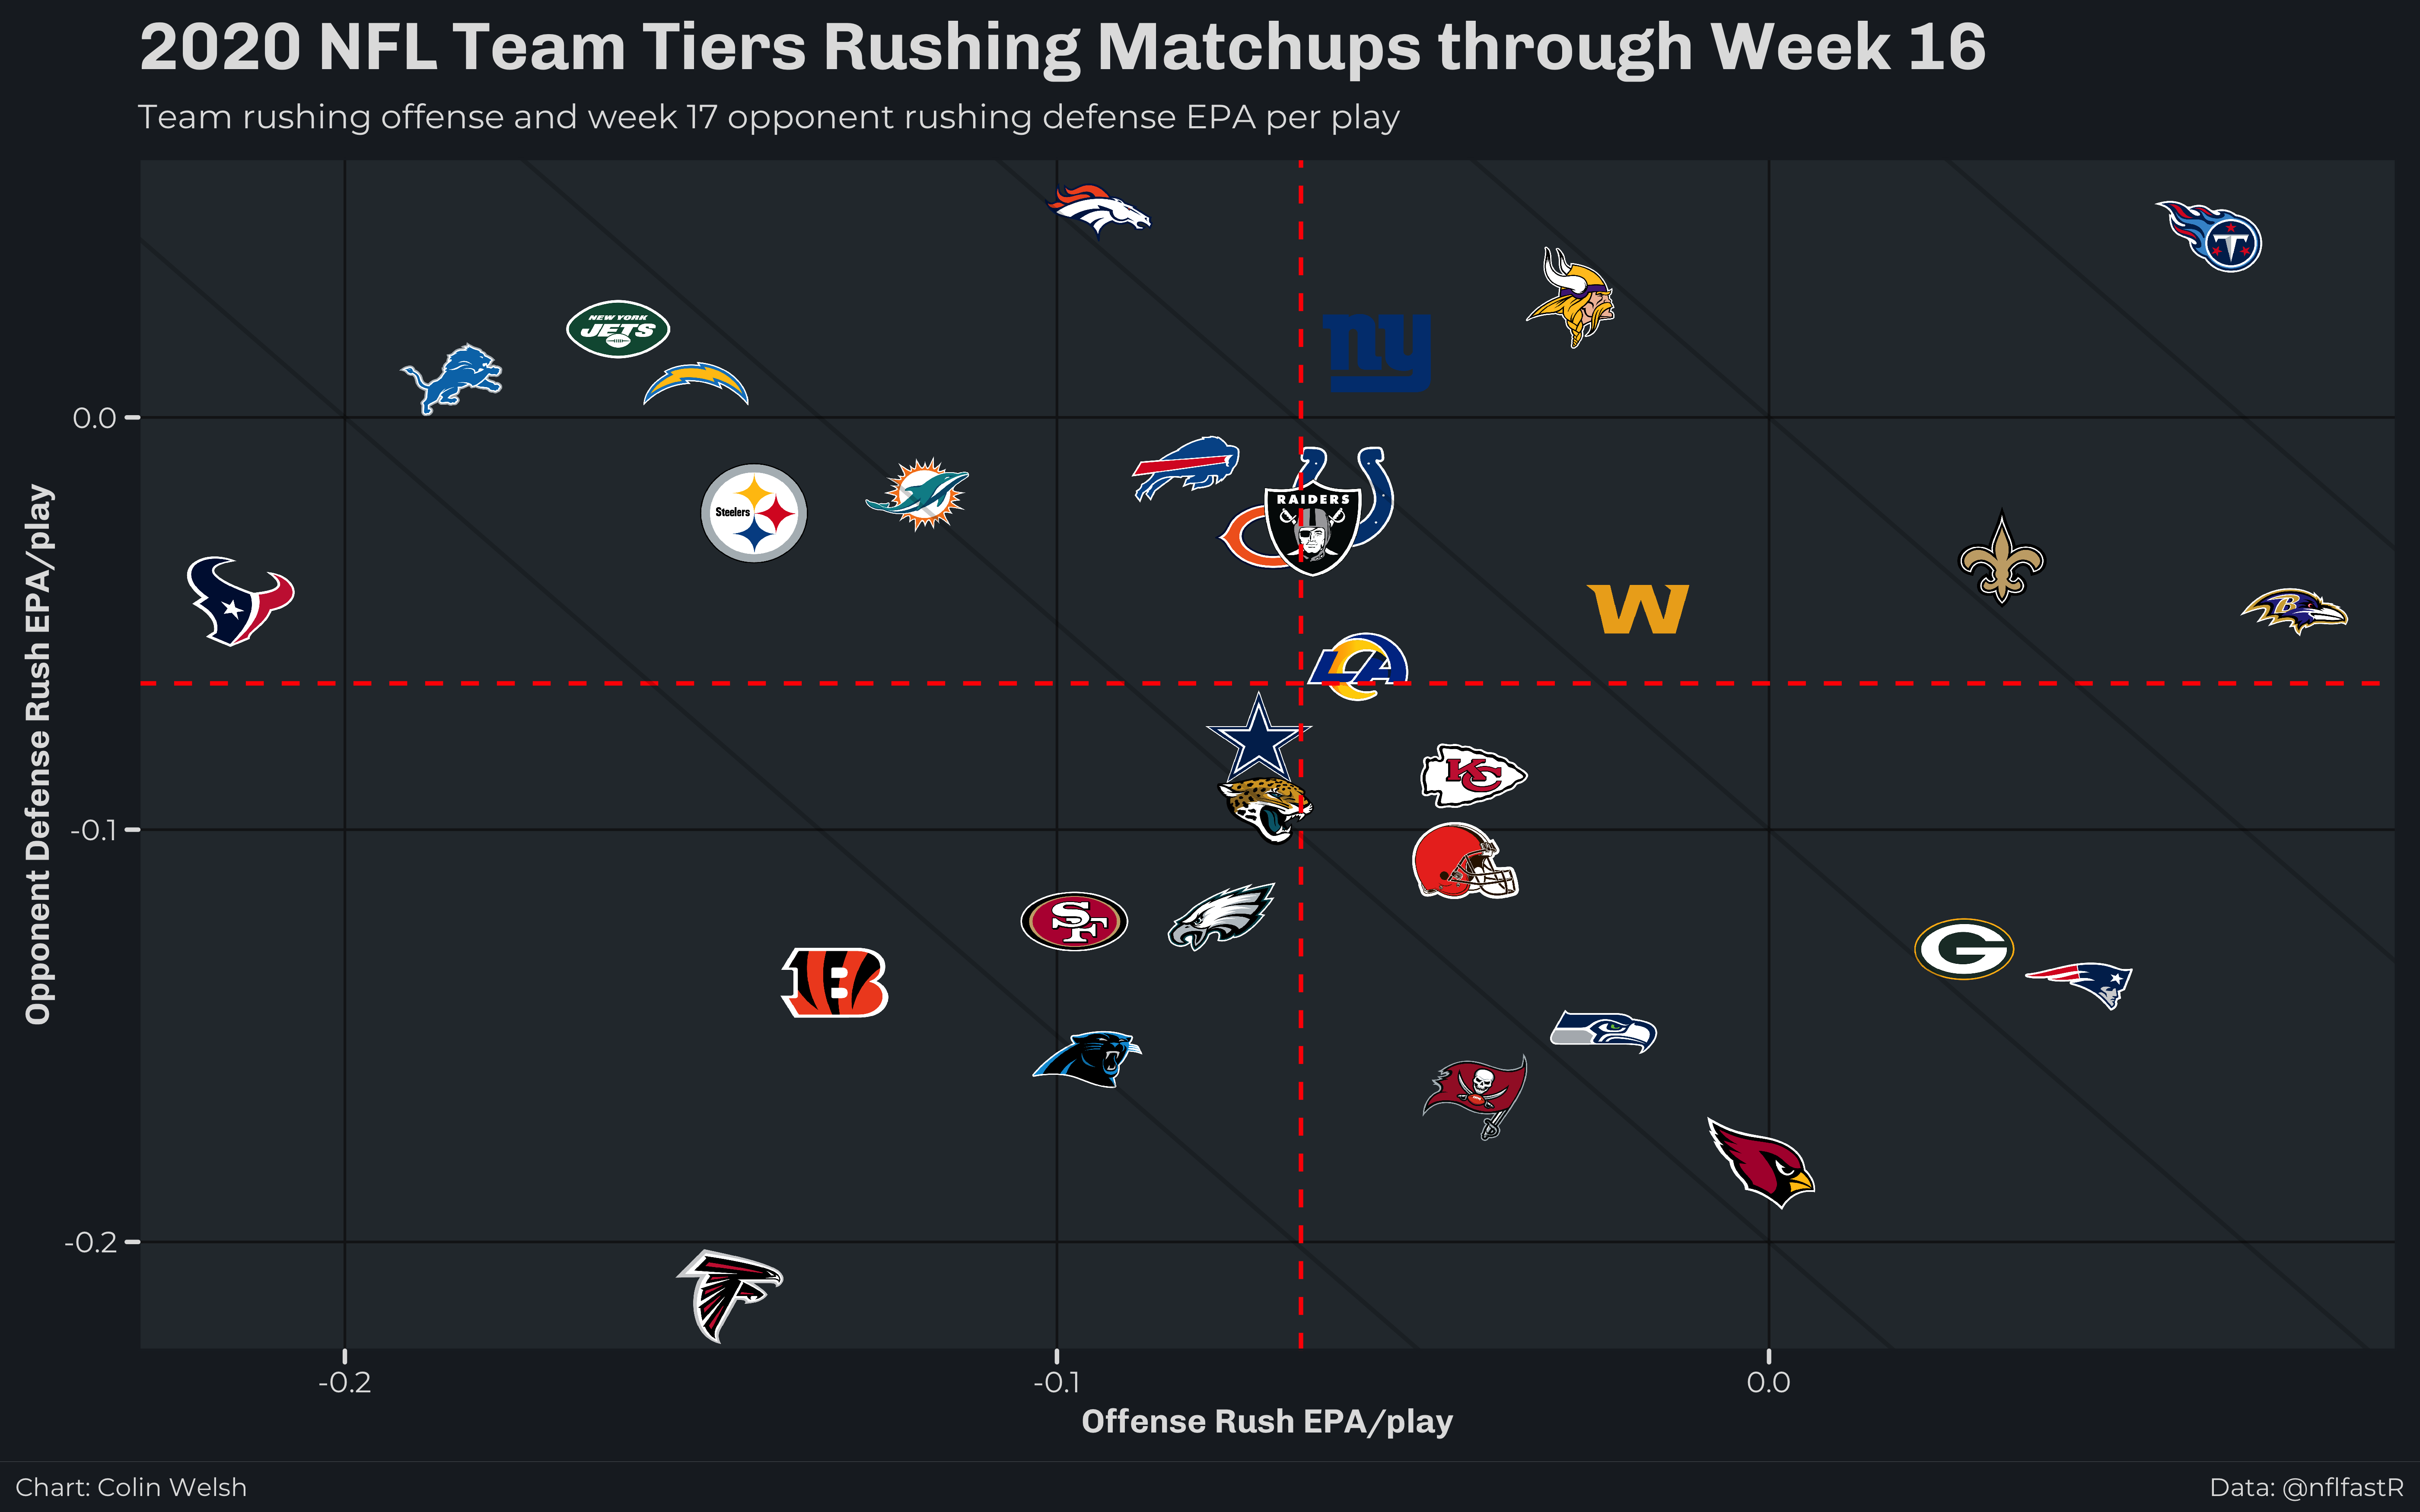 2020 NFL Team Tiers Rushing Matchups through Week 16
Team rushing offense and week 17 opponent rushing defense EPA per play
Opponent Defense Rush EPA/play
0.0
-0.1
-0.2
NEW YORK
JETS
ny
Steelers
RAIDERS
W
LA
B
KC
SF
B
G
T
-0.2
-0.1
0.0
Offense Rush EPA/play
Chart: Colin Welsh
Data: @nflfastR